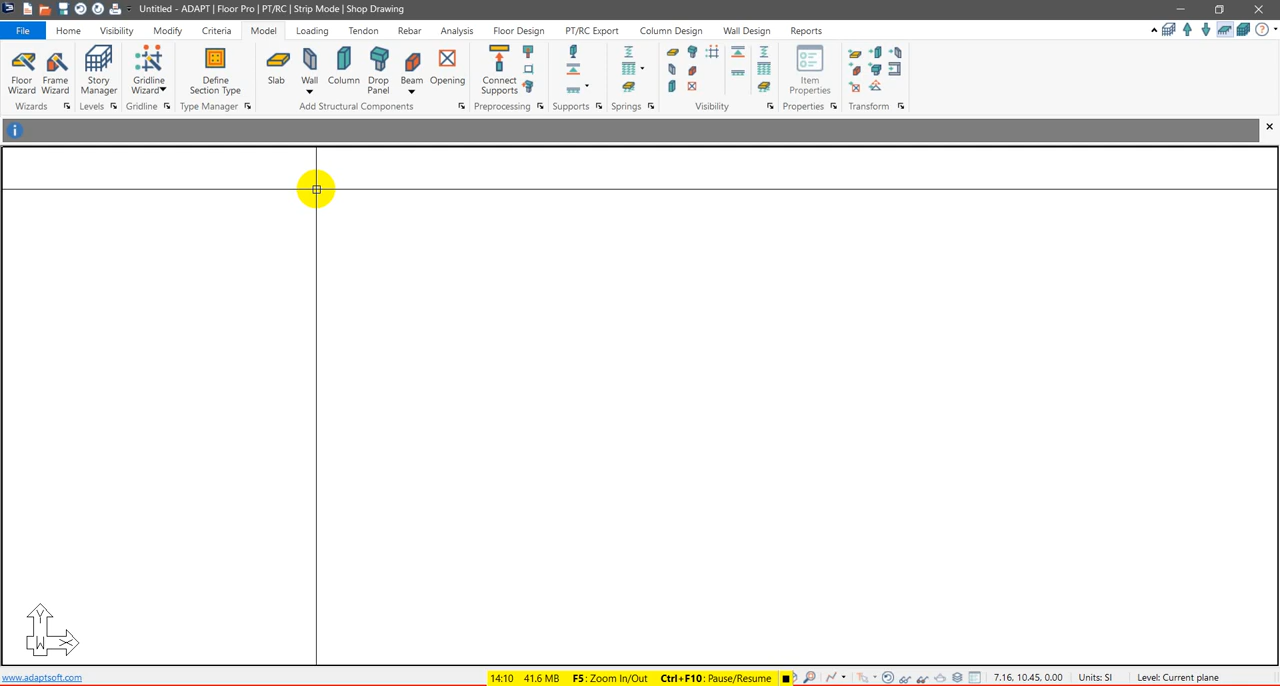 Untitled - ADAPT | Floor Pro | PT/RC | Strip Mode | Shop Drawing
File Home Visibility Modify Criteria Model Loading Tendon Rebar Analysis Floor Design PT/RC Export Column Design Wall Design Reports
Floor Wizard
Frame Wizard
Story Manager
Gridline Wizard
Define Section Type
Slab
Wall
Column
Drop Panel
Beam
Opening
Connect Supports
Item Properties
Wizards Levels Gridline Type Manager Add Structural Components Preprocessing Supports Springs Visibility Properties Transform
Y
W
X
www.adaptsoft.com
14:10 41.6 MB F5: Zoom In/Out Ctrl+F10: Pause/Resume
7.16, 10.45, 0.00 Units: SI Level: Current plane